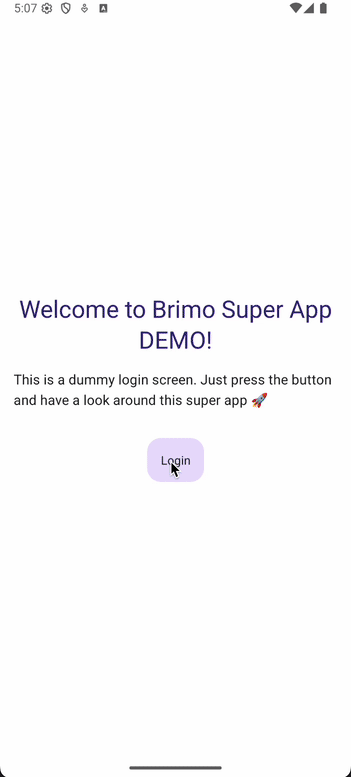 5:07
Welcome to Brimo Super App
DEMO!
This is a dummy login screen. Just press the button
and have a look around this super app 🚀
Login